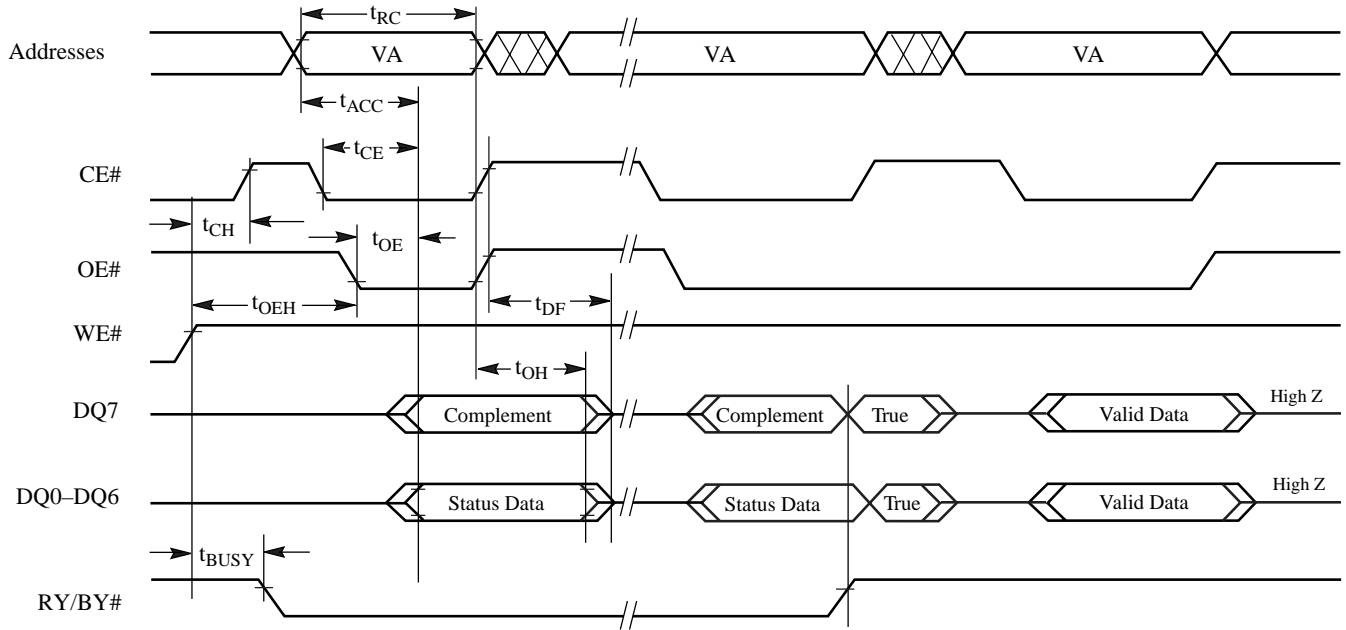 tRC
Addresses VA VA VA
tACC
tCE
CE#
tCH tOE
OE#
tOEH tDF
WE#
tOH
DQ7 Complement Complement True Valid Data High Z
DQ0–DQ6 Status Data Status Data True Valid Data High Z
tBUSY
RY/BY#